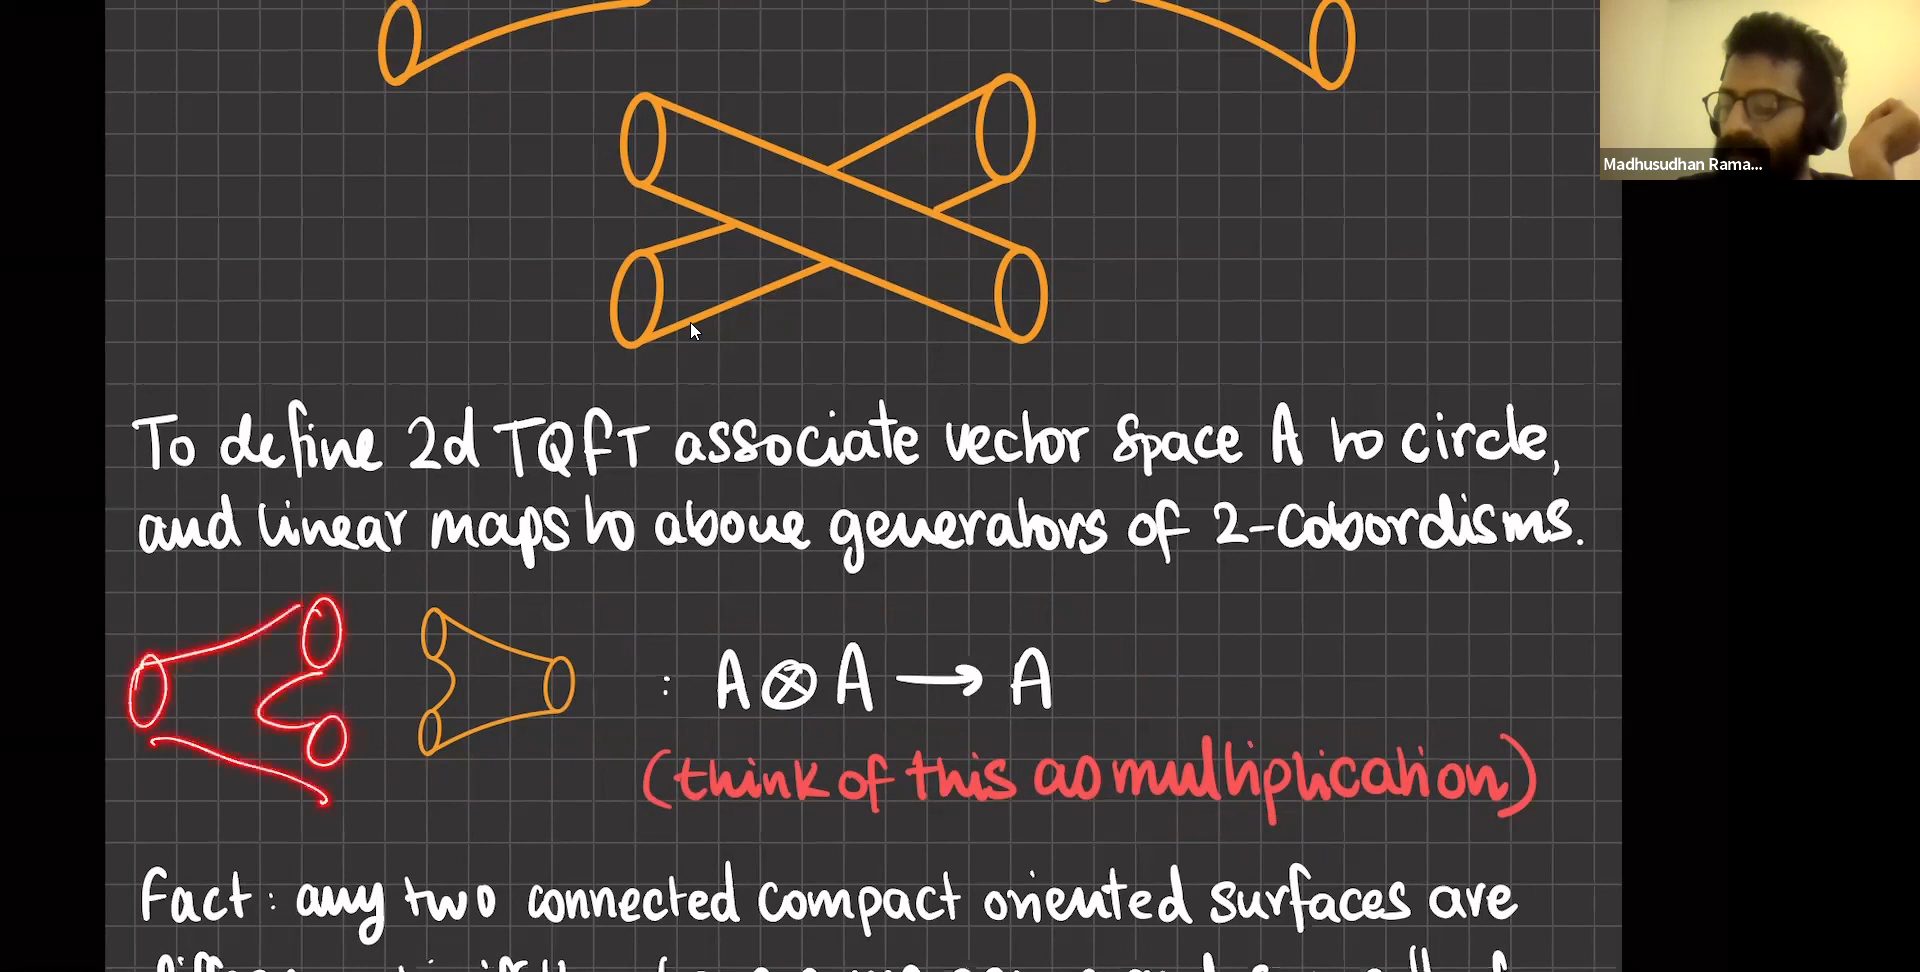 Madhusudhan Rama...
To define 2d TQFT associate vector space A to circle,
and linear maps to above generators of 2-cobordisms.
: A ⊗ A → A
(think of this as multiplication)
Fact: any two connected compact oriented surfaces are